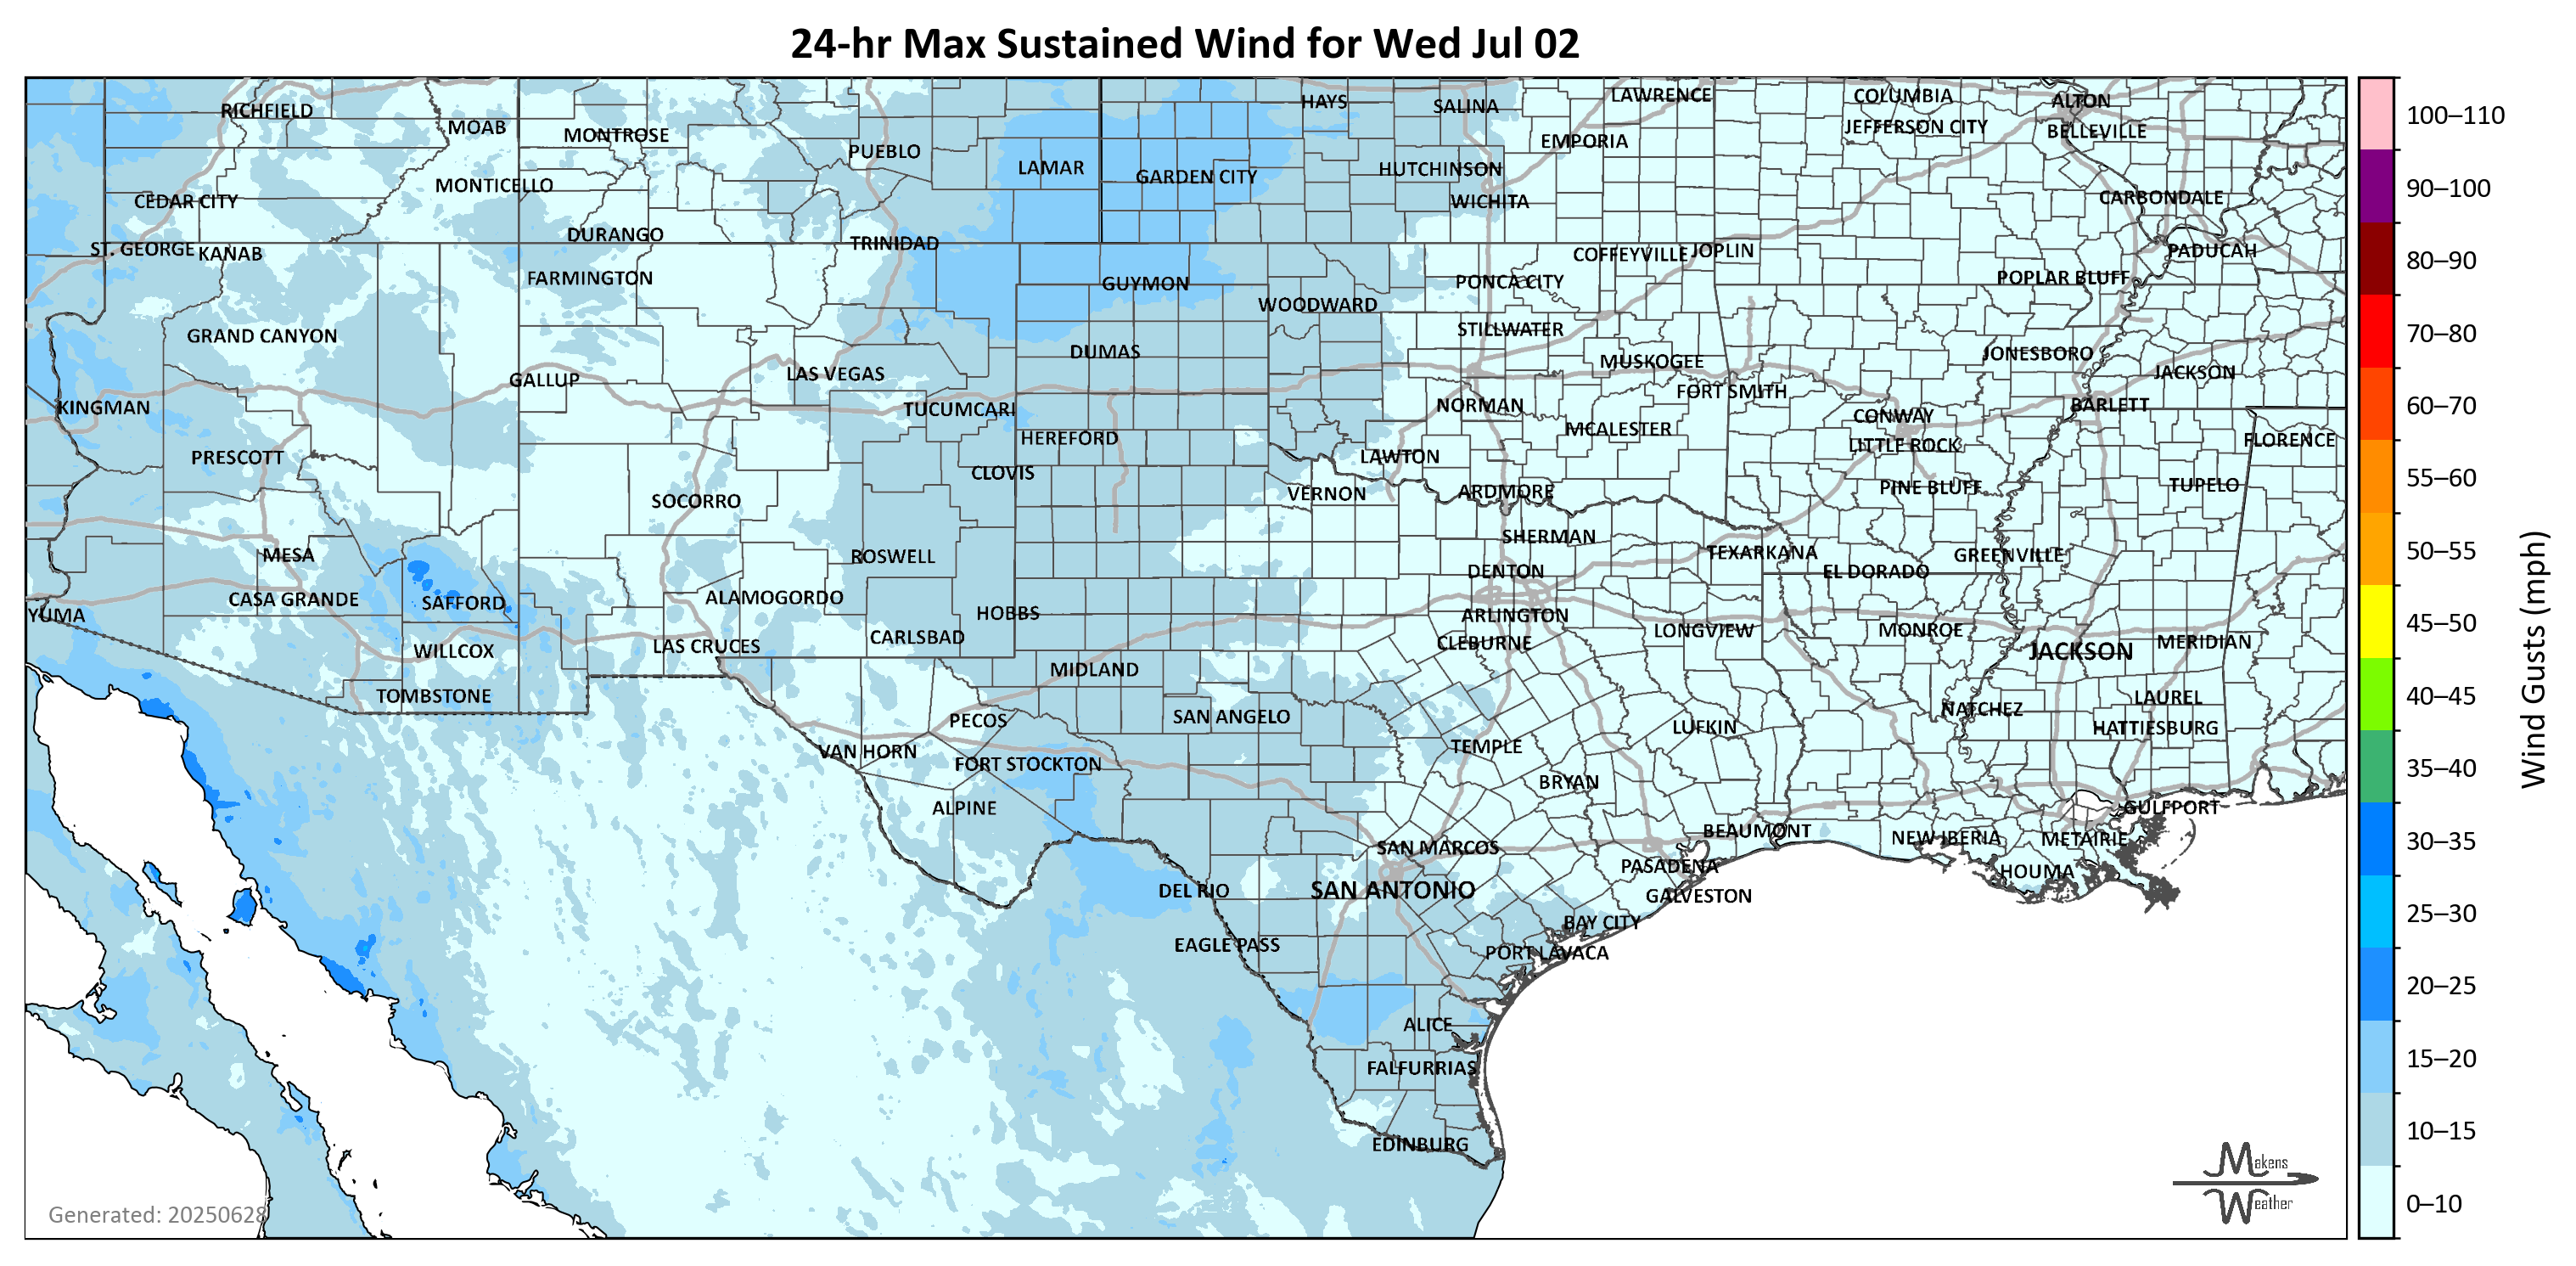 24-hr Max Sustained Wind for Wed Jul 02
RICHFIELD
MOAB
MONTROSE
PUEBLO
LAMAR
GARDEN CITY
HAYS
SALINA
HUTCHINSON
WICHITA
EMPORIA
LAWRENCE
COLUMBIA
JEFFERSON CITY
ALTON
BELLEVILLE
CARBONDALE
PADUCAH
CEDAR CITY
MONTICELLO
ST. GEORGE
KANAB
DURANGO
TRINIDAD
FARMINGTON
GUYMON
WOODWARD
PONCA CITY
COFFEYVILLE
JOPLIN
POPLAR BLUFF
GRAND CANYON
DUMAS
STILLWATER
MUSKOGEE
JONESBORO
JACKSON
KINGMAN
GALLUP
LAS VEGAS
TUCUMCARI
HEREFORD
NORMAN
FORT SMITH
MCALESTER
CONWAY
LITTLE ROCK
BARLETT
FLORENCE
PRESCOTT
CLOVIS
LAWTON
VERNON
ARDMORE
PINE BLUFF
TUPELO
SOCORRO
MESA
ROSWELL
SHERMAN
TEXARKANA
GREENVILLE
DENTON
EL DORADO
YUMA
CASA GRANDE
SAFFORD
ALAMOGORDO
HOBBS
ARLINGTON
CLEBURNE
LONGVIEW
MONROE
JACKSON
MERIDIAN
WILLCOX
LAS CRUCES
CARLSBAD
MIDLAND
TOMBSTONE
PECOS
SAN ANGELO
TEMPLE
LUFKIN
NATCHEZ
LAUREL
HATTIESBURG
VAN HORN
FORT STOCKTON
ALPINE
BRYAN
BEAUMONT
NEW IBERIA
METAIRIE
GULFPORT
HOUMA
SAN MARCOS
PASADENA
GALVESTON
DEL RIO
SAN ANTONIO
BAY CITY
EAGLE PASS
PORT LAVACA
ALICE
FALFURRIAS
EDINBURG
Generated: 20250628
Makens
Weather
100–110
90–100
80–90
70–80
60–70
55–60
50–55
45–50
40–45
35–40
30–35
25–30
20–25
15–20
10–15
0–10
Wind Gusts (mph)